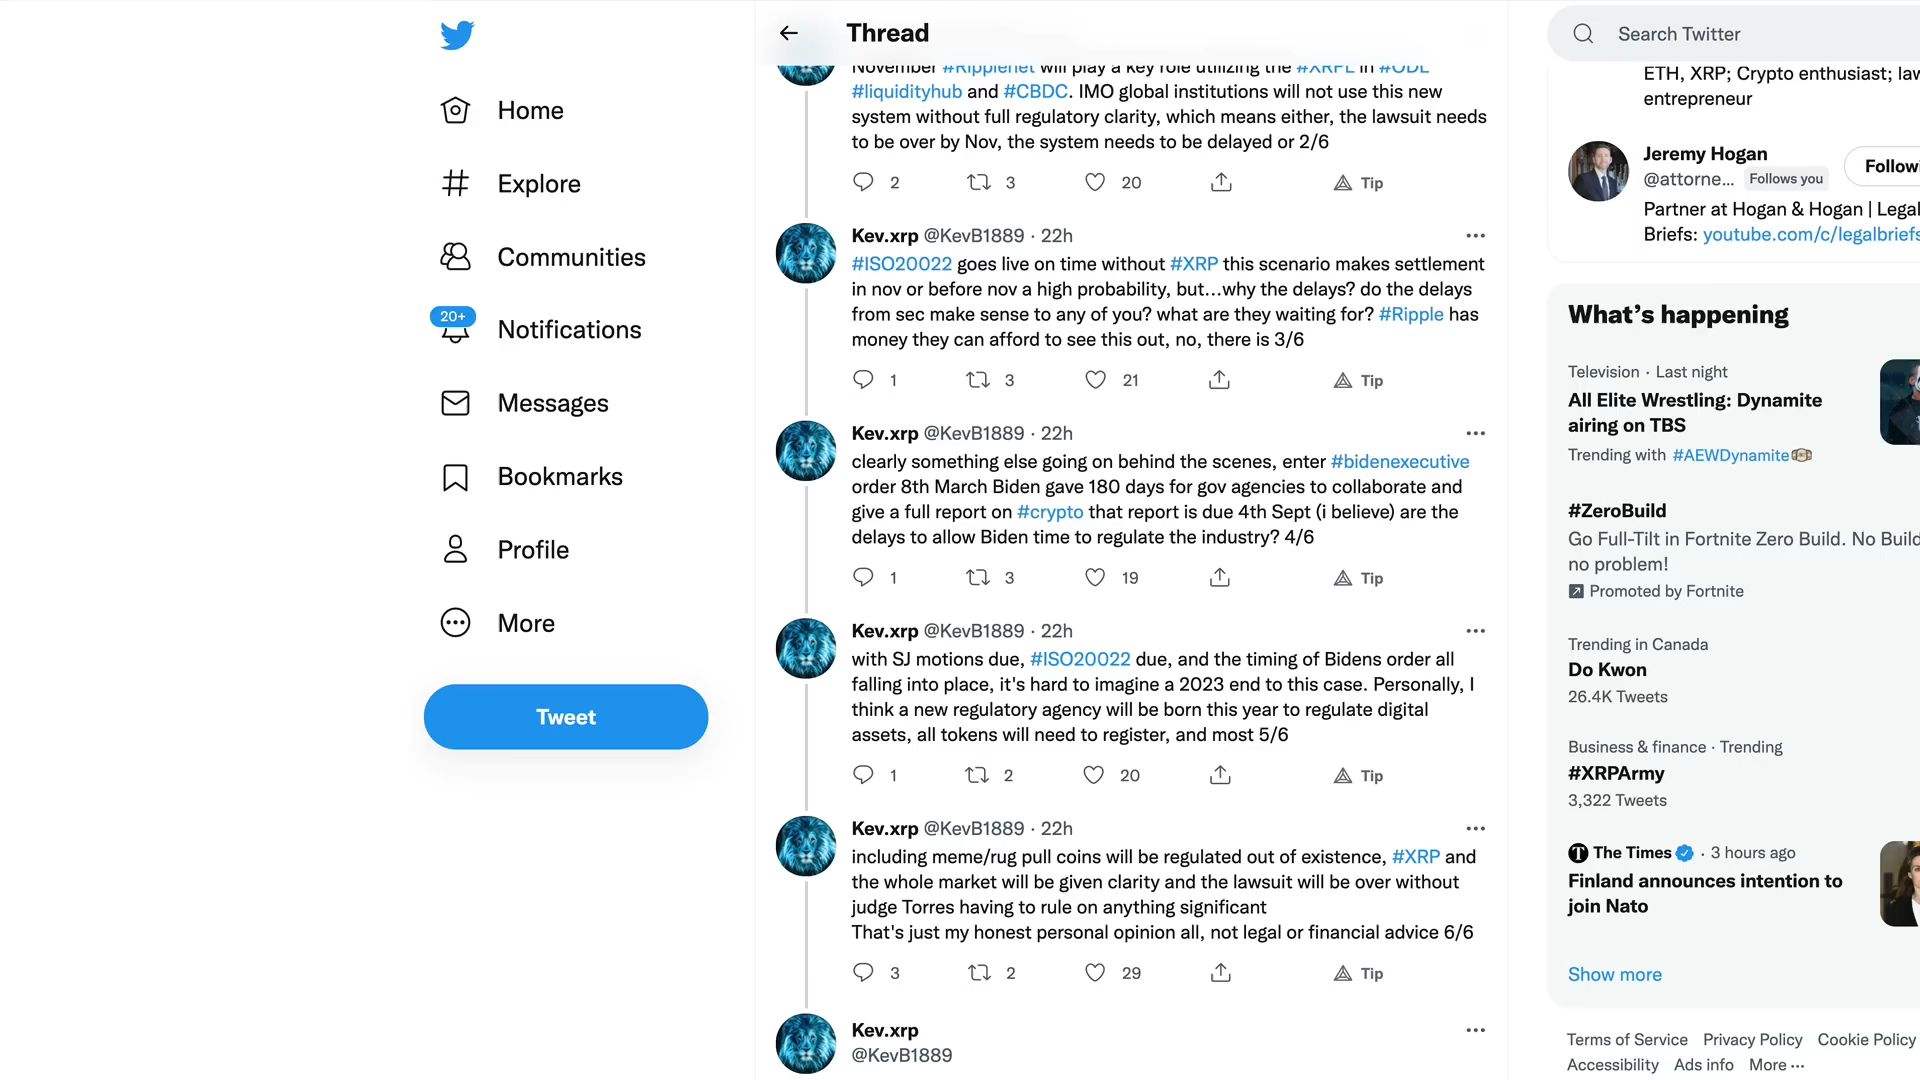 Home
Explore
Communities
20+
Notifications
Messages
Bookmarks
Profile
More
Tweet
Thread
November #Ripplenet will play a key role utilizing the #XRPL in #ODL
#liquidityhub and #CBDC. IMO global institutions will not use this new
system without full regulatory clarity, which means either, the lawsuit needs
to be over by Nov, the system needs to be delayed or 2/6
2 3 20 Tip
Kev.xrp @KevB1889 · 22h
#ISO20022 goes live on time without #XRP this scenario makes settlement
in nov or before nov a high probability, but...why the delays? do the delays
from sec make sense to any of you? what are they waiting for? #Ripple has
money they can afford to see this out, no, there is 3/6
1 3 21 Tip
Kev.xrp @KevB1889 · 22h
clearly something else going on behind the scenes, enter #bidenexecutive
order 8th March Biden gave 180 days for gov agencies to collaborate and
give a full report on #crypto that report is due 4th Sept (i believe) are the
delays to allow Biden time to regulate the industry? 4/6
1 3 19 Tip
Kev.xrp @KevB1889 · 22h
with SJ motions due, #ISO20022 due, and the timing of Bidens order all
falling into place, it's hard to imagine a 2023 end to this case. Personally, I
think a new regulatory agency will be born this year to regulate digital
assets, all tokens will need to register, and most 5/6
1 2 20 Tip
Kev.xrp @KevB1889 · 22h
including meme/rug pull coins will be regulated out of existence, #XRP and
the whole market will be given clarity and the lawsuit will be over without
judge Torres having to rule on anything significant
That's just my honest personal opinion all, not legal or financial advice 6/6
3 2 29 Tip
Kev.xrp
@KevB1889
Search Twitter
ETH, XRP; Crypto enthusiast; law
entrepreneur
Jeremy Hogan
@attorne... Follows you
Followi
Partner at Hogan & Hogan | Legal
Briefs: youtube.com/c/legalbriefs
What's happening
Television · Last night
All Elite Wrestling: Dynamite
airing on TBS
Trending with #AEWDynamite
#ZeroBuild
Go Full-Tilt in Fortnite Zero Build. No Build
no problem!
Promoted by Fortnite
Trending in Canada
Do Kwon
26.4K Tweets
Business & finance · Trending
#XRPArmy
3,322 Tweets
The Times · 3 hours ago
Finland announces intention to
join Nato
Show more
Terms of Service Privacy Policy Cookie Policy
Accessibility Ads info More ...